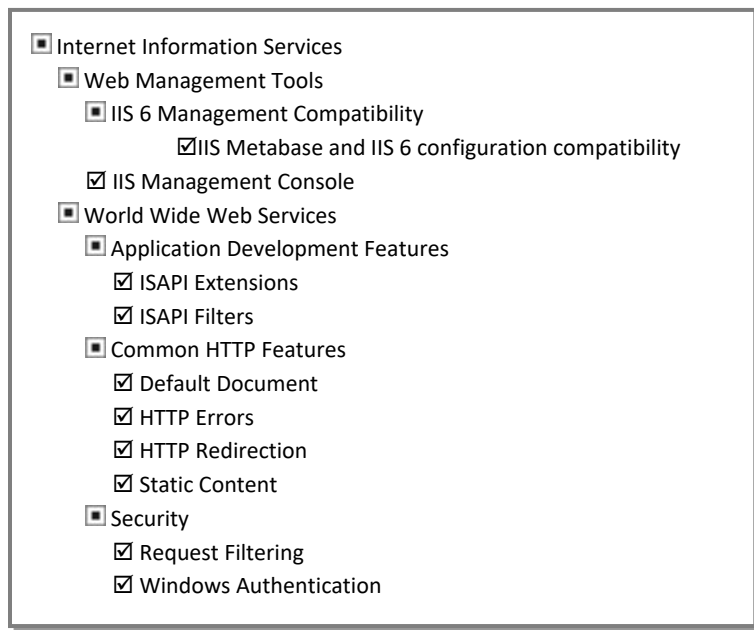 Internet Information Services
Web Management Tools
IIS 6 Management Compatibility
IIS Metabase and IIS 6 configuration compatibility
IIS Management Console
World Wide Web Services
Application Development Features
ISAPI Extensions
ISAPI Filters
Common HTTP Features
Default Document
HTTP Errors
HTTP Redirection
Static Content
Security
Request Filtering
Windows Authentication